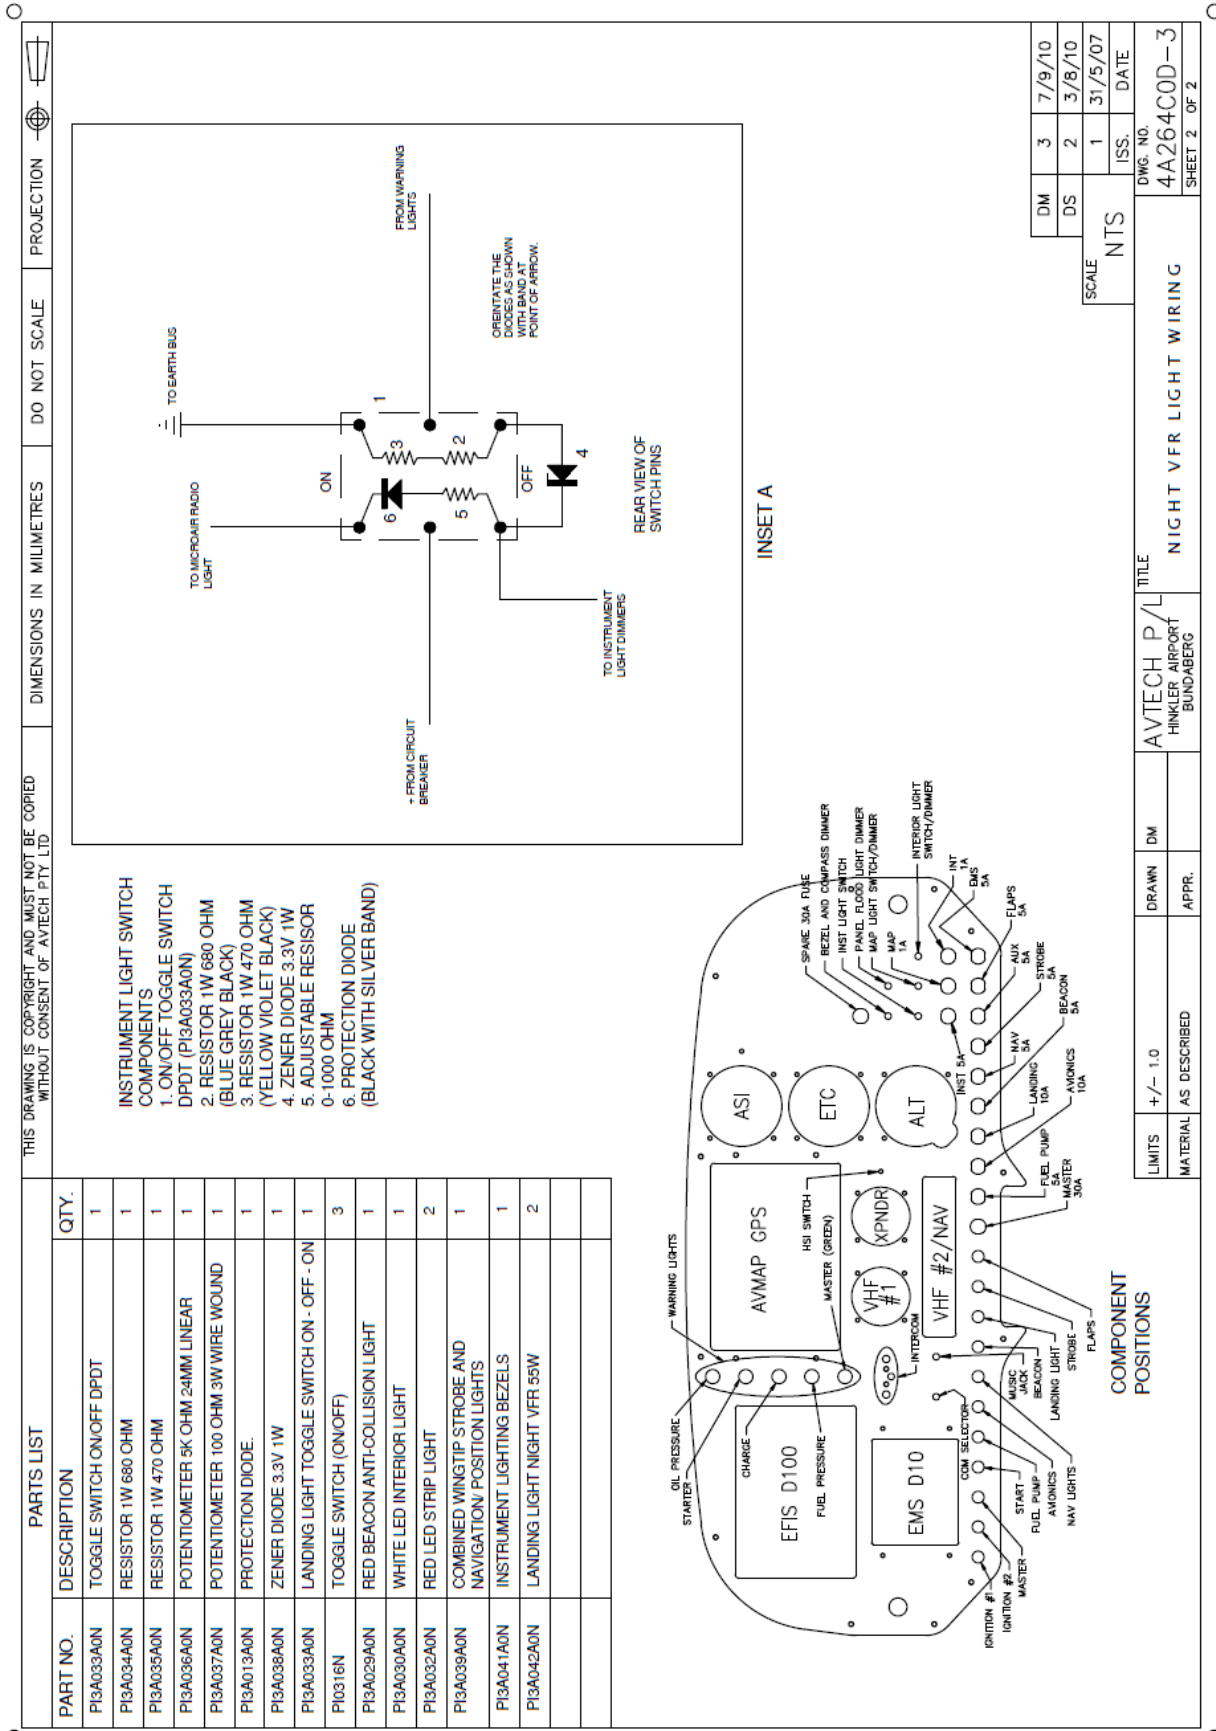 THIS DRAWING IS COPYRIGHT AND MUST NOT BE COPIED
WITHOUT CONSENT OF AVTECH PTY LTD
DIMENSIONS IN MILIMETRES
DO NOT SCALE
PROJECTION
PARTS LIST
PART NO. DESCRIPTION QTY.
PI3A033A0N TOGGLE SWITCH ON/OFF DPDT 1
PI3A034A0N RESISTOR 1W 680 OHM 1
PI3A035A0N RESISTOR 1W 470 OHM 1
PI3A036A0N POTENTIOMETER 5K OHM 24MM LINEAR 1
PI3A037A0N POTENTIOMETER 100 OHM 3W WIRE WOUND 1
PI3A013A0N PROTECTION DIODE. 1
PI3A038A0N ZENER DIODE 3.3V 1W 1
PI3A033A0N LANDING LIGHT TOGGLE SWITCH ON - OFF - ON 1
PI0316N TOGGLE SWITCH (ON/OFF) 3
PI3A029A0N RED BEACON ANTI-COLLISION LIGHT 1
PI3A030A0N WHITE LED INTERIOR LIGHT 1
PI3A032A0N RED LED STRIP LIGHT 2
PI3A039A0N COMBINED WINGTIP STROBE AND 1
NAVIGATION/ POSITION LIGHTS
PI3A041A0N INSTRUMENT LIGHTING BEZELS 1
PI3A042A0N LANDING LIGHT NIGHT VFR 55W 2
INSTRUMENT LIGHT SWITCH
COMPONENTS
1. ON/OFF TOGGLE SWITCH
DPDT (PI3A033A0N)
2. RESISTOR 1W 680 OHM
(BLUE GREY BLACK)
3. RESISTOR 1W 470 OHM
(YELLOW VIOLET BLACK)
4. ZENER DIODE 3.3V 1W
5. ADJUSTABLE RESISOR
0-1000 OHM
6. PROTECTION DIODE
(BLACK WITH SILVER BAND)
TO MICROAIR RADIO
LIGHT
TO EARTH BUS
ON
1
6
3
5
2
OFF
4
+ FROM CIRCUIT
BREAKER
FROM WARNING
LIGHTS
TO INSTRUMENT
LIGHT DIMMERS
OREINTATE THE
DIODES AS SHOWN
WITH BAND AT
POINT OF ARROW.
REAR VIEW OF
SWITCH PINS
INSET A
WARNING LIGHTS
OIL PRESSURE
STARTER
CHARGE
FUEL PRESSURE
MASTER (GREEN)
HSI SWITCH
INTERCOM
EFIS D100
EMS D10
AVMAP GPS
VHF
#1
XPNDR
VHF #2/NAV
ASI
ETC
ALT
SPARE 30A FUSE
BEZEL AND COMPASS DIMMER
INST LIGHT SWITCH
PANEL FLOOD LIGHT DIMMER
MAP LIGHT SWITCH/DIMMER
MAP
1A
INTERIOR LIGHT
SWITCH/DIMMER
INT
1A
EMS
5A
FLAPS
5A
AUX
5A
STROBE
5A
BEACON
5A
INST 5A
NAV
5A
LANDING
10A
AVIONICS
10A
FUEL PUMP
5A
MASTER
30A
COM SELECTOR
MUSIC
JACK
BEACON
LANDING LIGHT
STROBE
FLAPS
IGNITION #1
IGNITION #2
MASTER
START
FUEL PUMP
AVIONICS
NAV LIGHTS
COMPONENT
POSITIONS
LIMITS +/- 1.0
MATERIAL AS DESCRIBED
DRAWN DM
APPR.
AVTECH P/L
HINKLER AIRPORT
BUNDABERG
TITLE
NIGHT VFR LIGHT WIRING
DM 3 7/9/10
DS 2 3/8/10
1 31/5/07
ISS. DATE
SCALE
NTS
DWG. NO.
4A264C0D-3
SHEET 2 OF 2